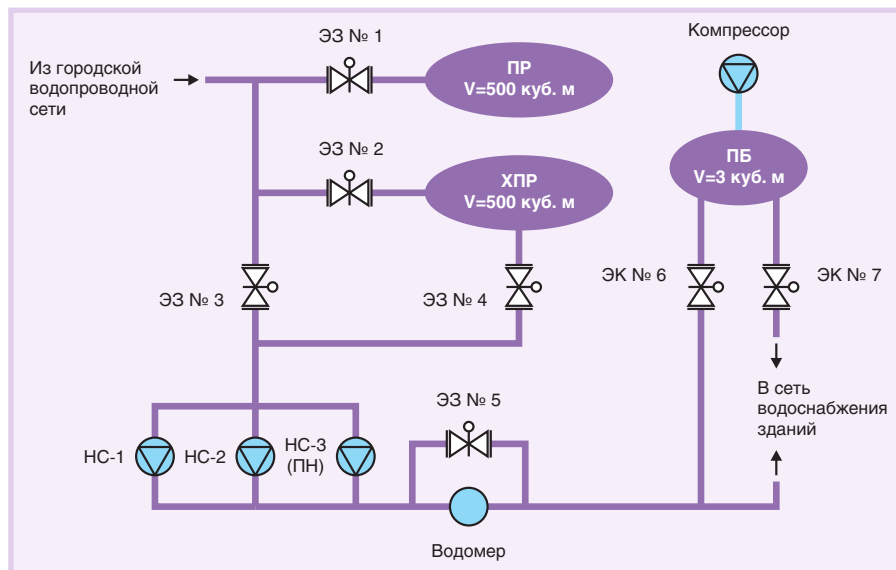 ЭЗ № 1
Из городской
водопроводной
сети
ПР
V=500 куб. м
Компрессор
ЭЗ № 2
ХПР
V=500 куб. м
ПБ
V=3 куб. м
ЭЗ № 3
ЭЗ № 4
ЭК № 6
ЭК № 7
В сеть
водоснабжения
зданий
ЭЗ № 5
НС-1
НС-2
НС-3
(ПН)
Водомер